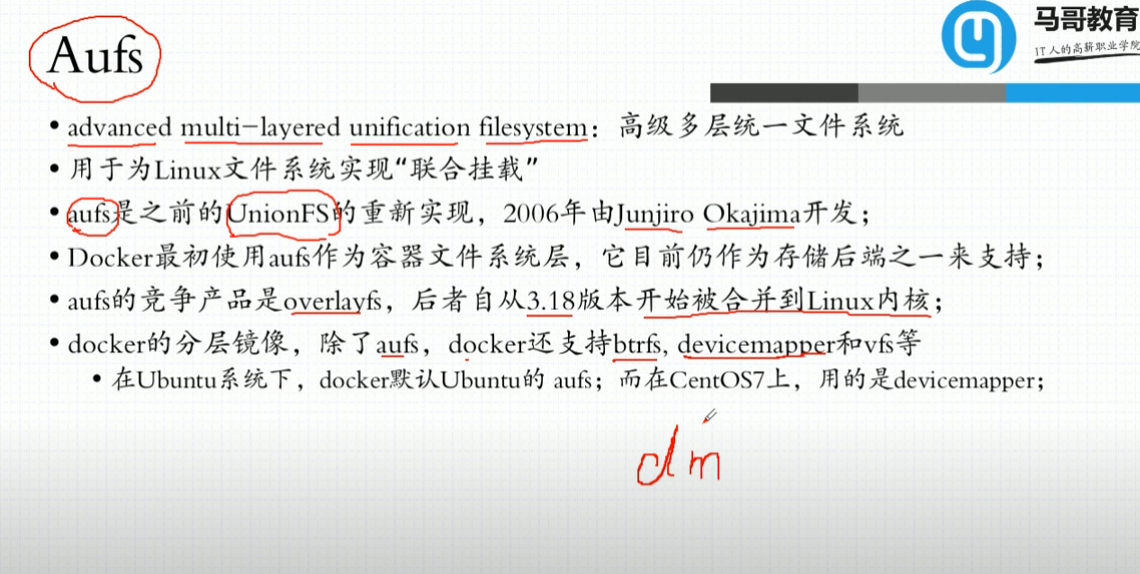 Aufs
马哥教育
IT人的高薪职业学院
• advanced multi-layered unification filesystem：高级多层统一文件系统
• 用于为Linux文件系统实现“联合挂载”
• aufs是之前的UnionFS的重新实现，2006年由Junjiro Okajima开发；
• Docker最初使用aufs作为容器文件系统层，它目前仍作为存储后端之一来支持；
• aufs的竞争产品是overlayfs，后者自从3.18版本开始被合并到Linux内核；
• docker的分层镜像，除了aufs，docker还支持btrfs, devicemapper和vfs等
• 在Ubuntu系统下，docker默认Ubuntu的 aufs；而在CentOS7上，用的是devicemapper；
dm